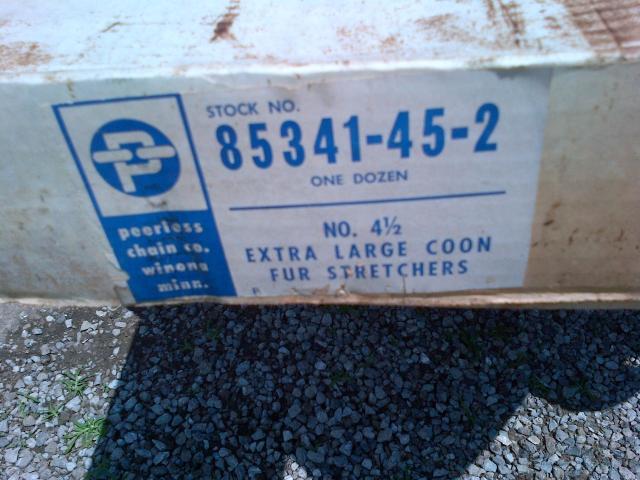 STOCK NO.
85341-45-2
ONE DOZEN
NO. 4½
EXTRA LARGE COON
FUR STRETCHERS
P
peerless
chain co.
winona
minn.